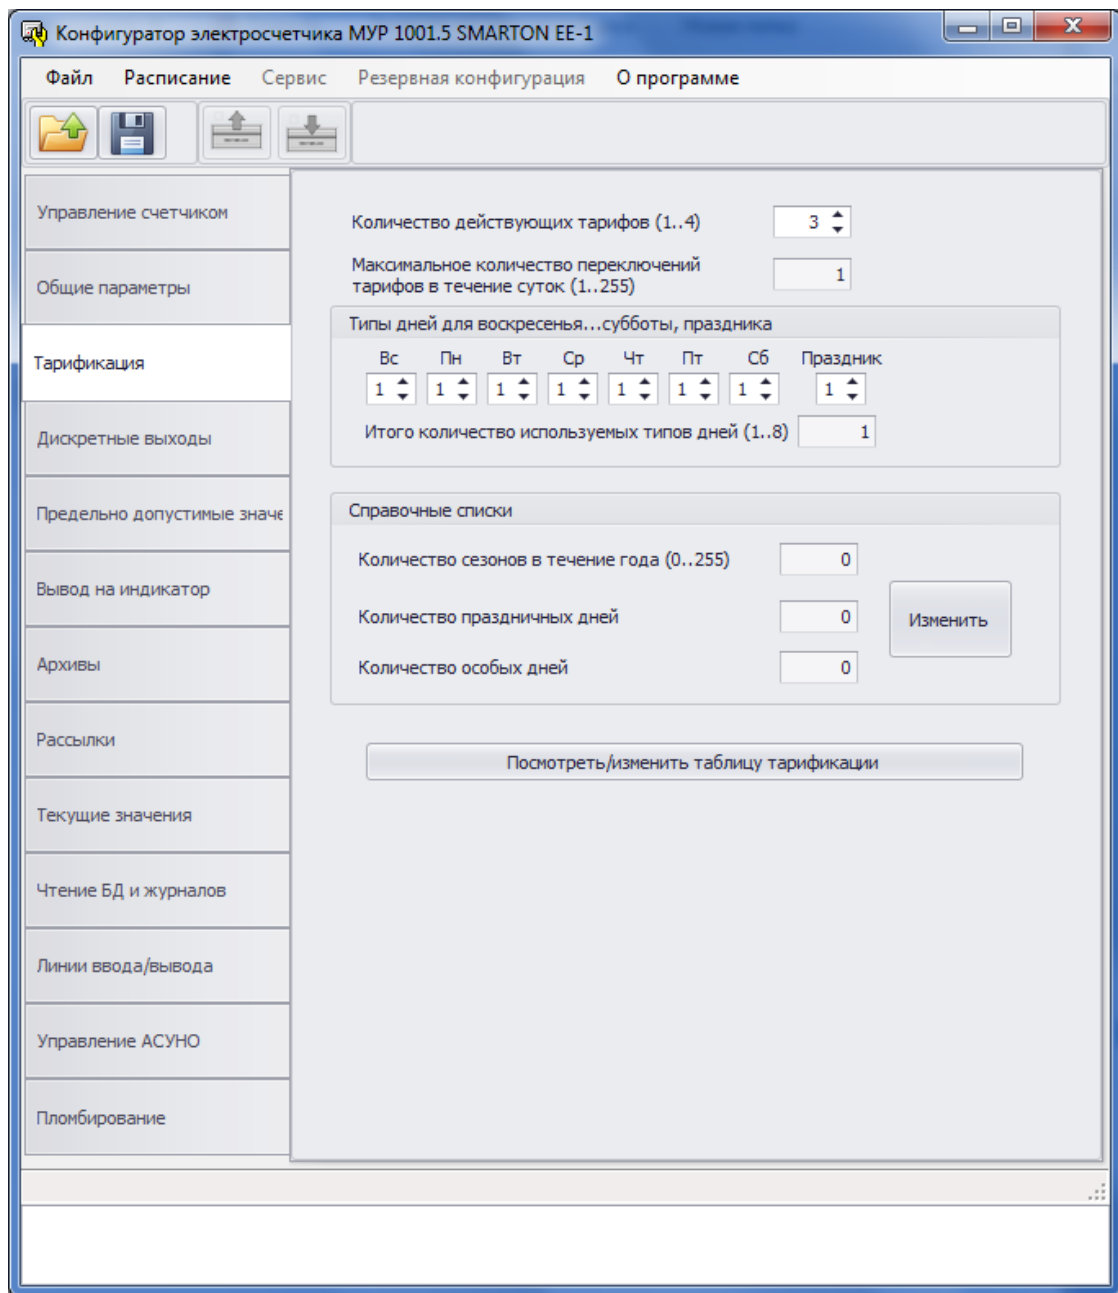 Конфигуратор электросчетчика МУР 1001.5 SMARTON EE-1
Файл Расписание Сервис Резервная конфигурация О программе
Управление счетчиком
Общие параметры
Тарификация
Дискретные выходы
Предельно допустимые значе
Вывод на индикатор
Архивы
Рассылки
Текущие значения
Чтение БД и журналов
Линии ввода/вывода
Управление АСУНО
Пломбирование
Количество действующих тарифов (1..4) 3
Максимальное количество переключений
тарифов в течение суток (1..255) 1
Типы дней для воскресенья...субботы, праздника
Вс Пн Вт Ср Чт Пт Сб Праздник
1 1 1 1 1 1 1 1
Итого количество используемых типов дней (1..8) 1
Справочные списки
Количество сезонов в течение года (0..255) 0
Количество праздничных дней 0
Изменить
Количество особых дней 0
Посмотреть/изменить таблицу тарификации